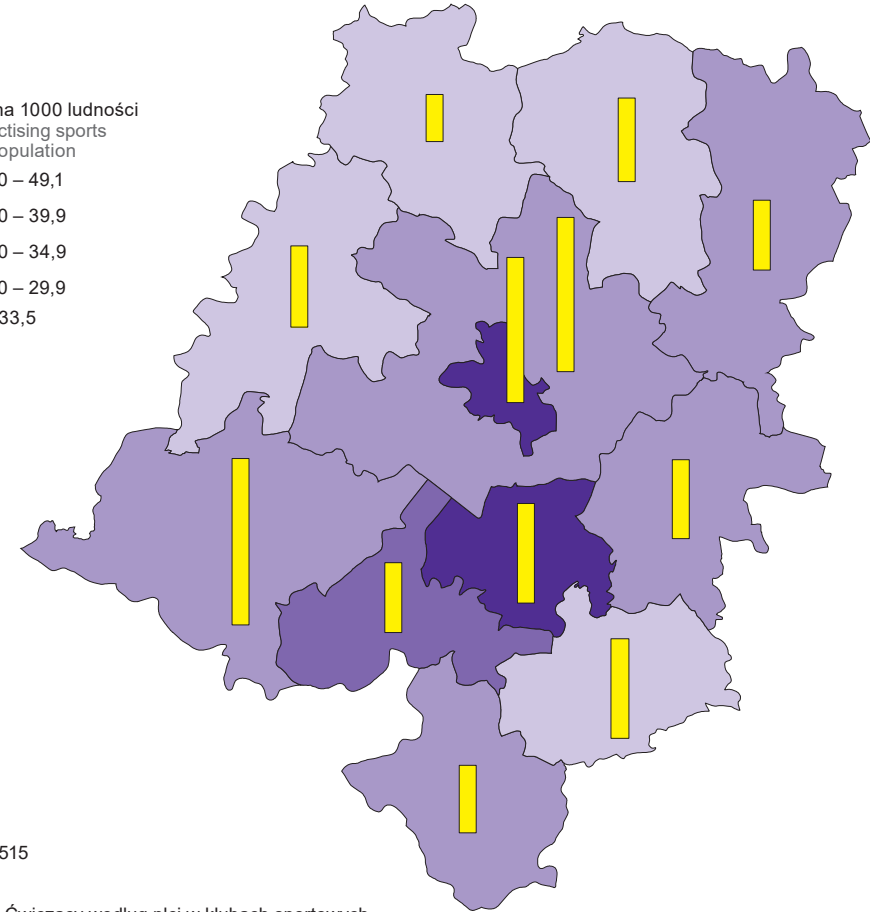 na 1000 ludności
ctising sports
opulation
0 – 49,1
0 – 39,9
0 – 34,9
0 – 29,9
33,5
515